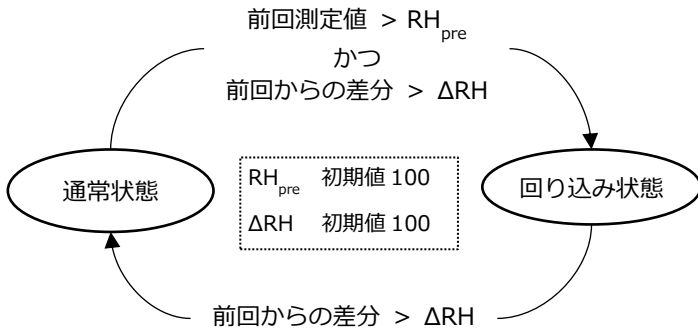 前回測定値 > RHpre
かつ
前回からの差分 > ΔRH
通常状態
RHpre 初期値 100
ΔRH 初期値 100
回り込み状態
前回からの差分 > ΔRH